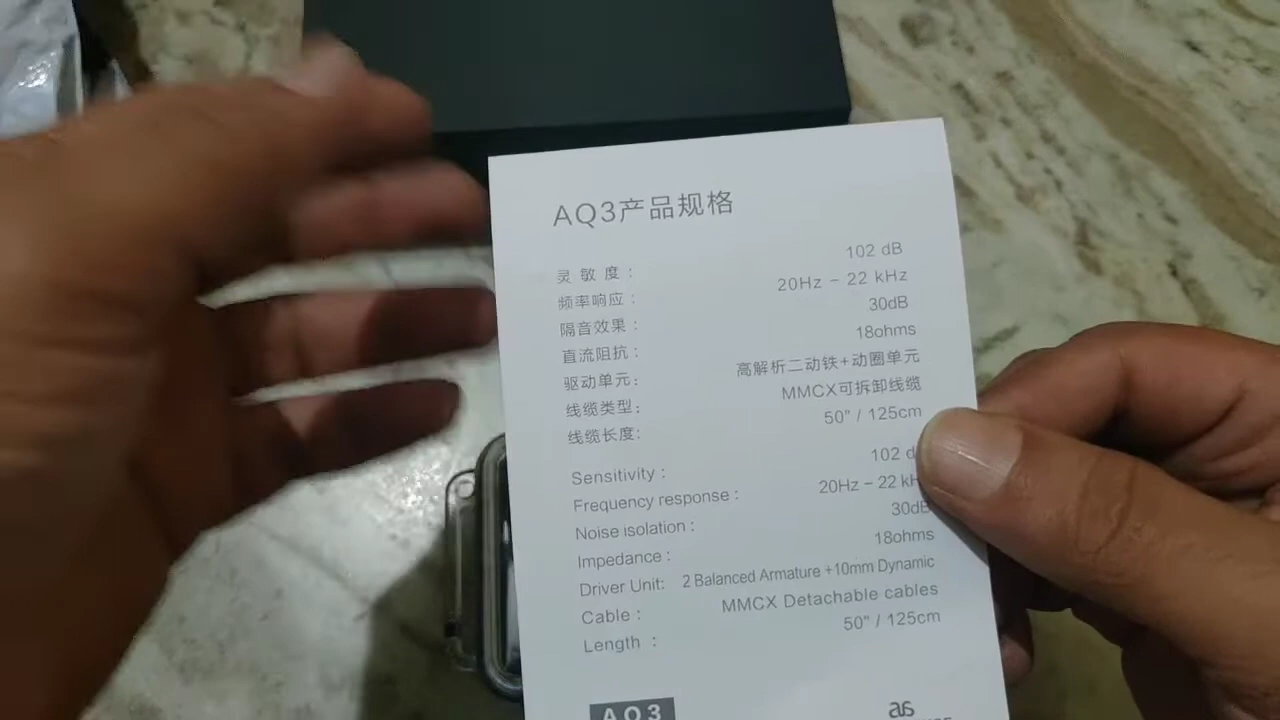 AQ3产品规格
灵敏度： 102 dB
频率响应： 20Hz – 22 kHz
隔音效果： 30dB
直流阻抗： 18ohms
驱动单元: 高解析二动铁+动圈单元
线缆类型: MMCX可拆卸线缆
线缆长度: 50" / 125cm
Sensitivity : 102 d
Frequency response : 20Hz – 22 kH
Noise isolation : 30dB
Impedance : 18ohms
Driver Unit: 2 Balanced Armature +10mm Dynamic
Cable : MMCX Detachable cables
Length : 50" / 125cm
AQ3